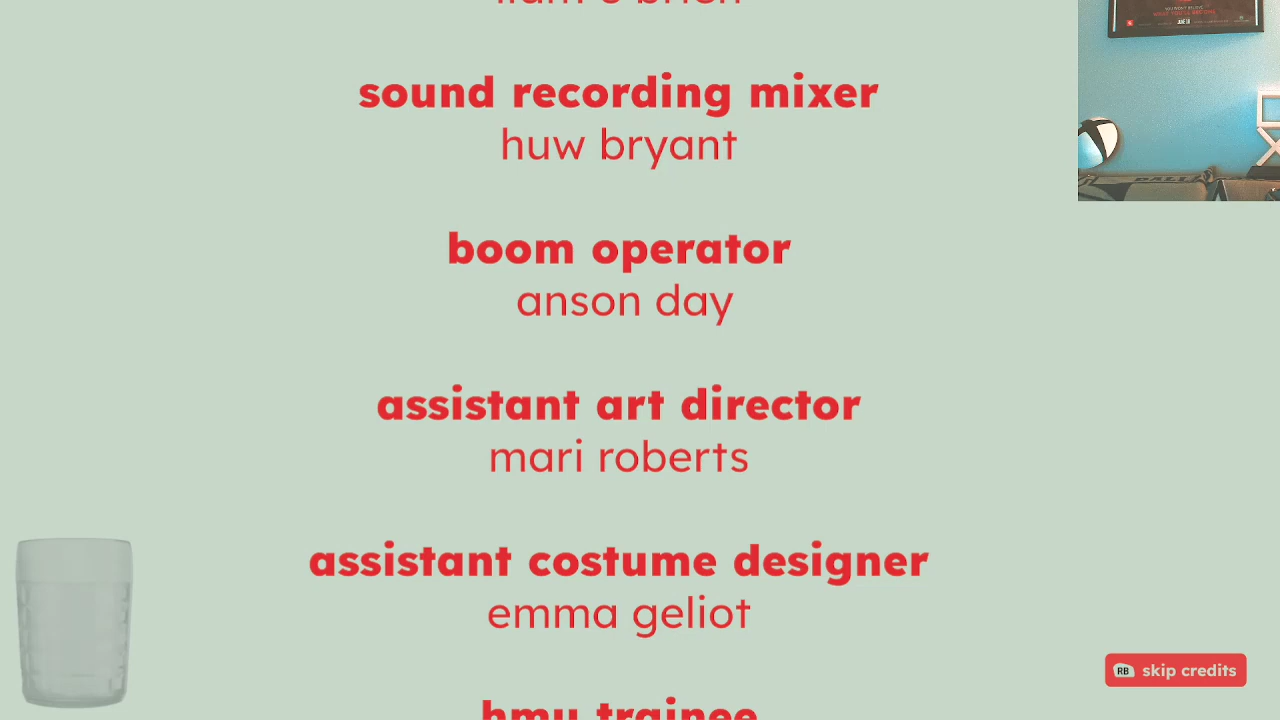 sound recording mixer
huw bryant
boom operator
anson day
assistant art director
mari roberts
assistant costume designer
emma geliot
hmu trainee
RB skip credits